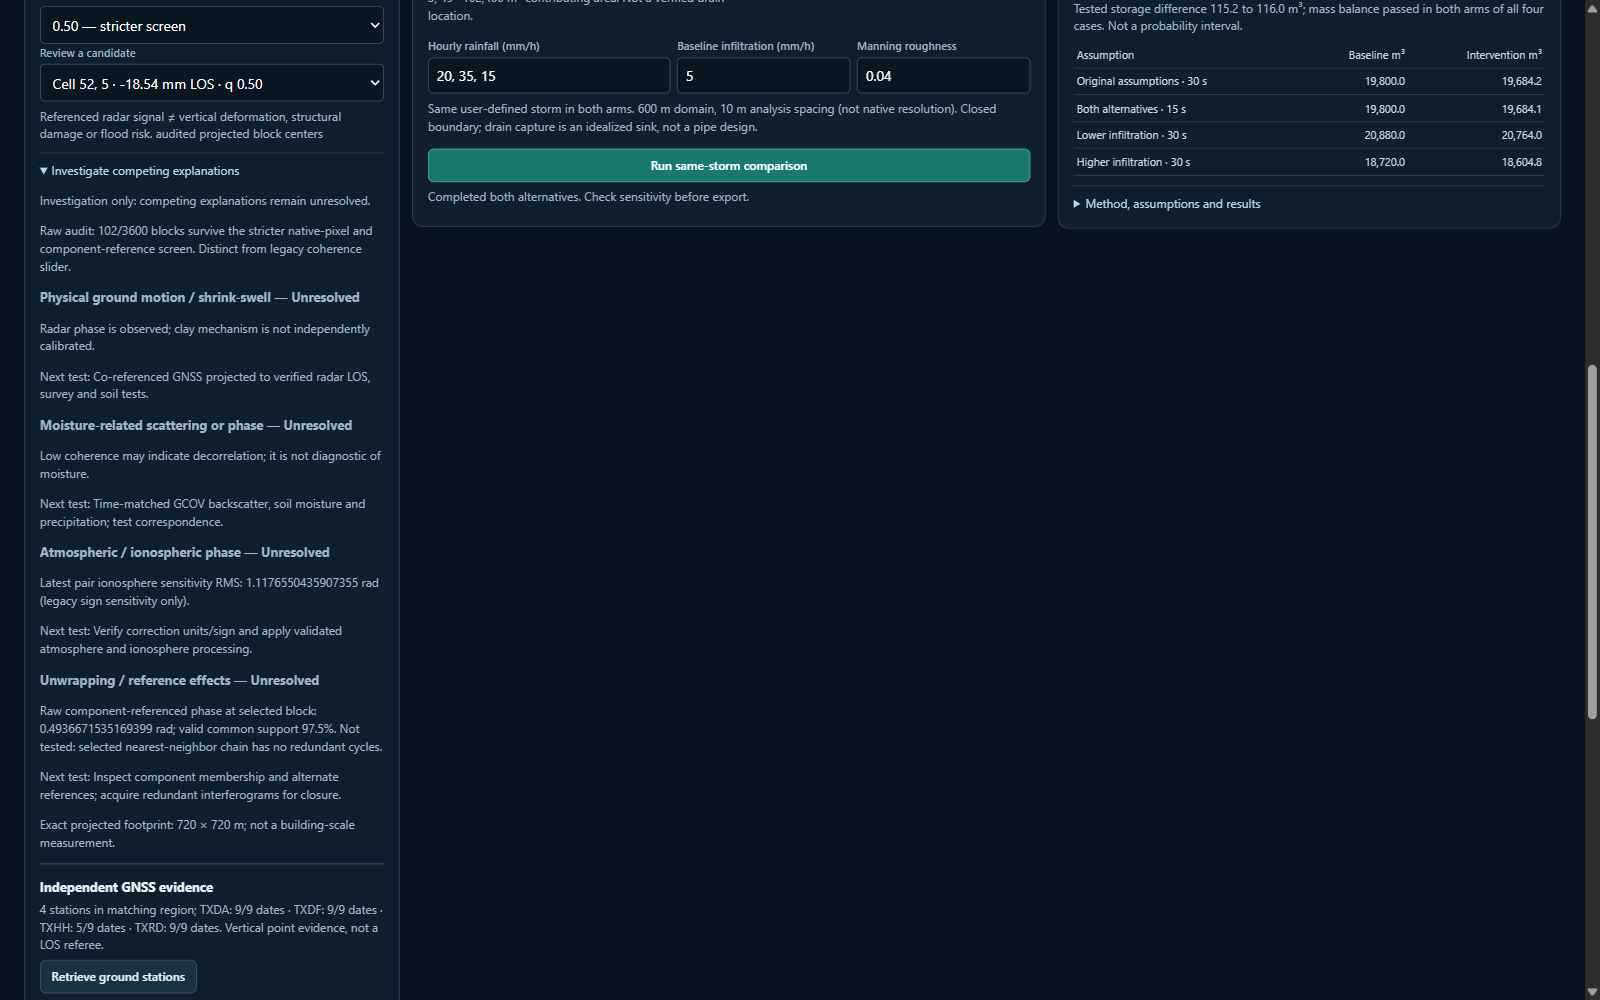 0.50 — stricter screen
Review a candidate
Cell 52, 5 · -18.54 mm LOS · q 0.50
Referenced radar signal ≠ vertical deformation, structural
damage or flood risk. audited projected block centers
▼ Investigate competing explanations
Investigation only: competing explanations remain unresolved.
Raw audit: 102/3600 blocks survive the stricter native-pixel and
component-reference screen. Distinct from legacy coherence
slider.
Physical ground motion / shrink-swell — Unresolved
Radar phase is observed; clay mechanism is not independently
calibrated.
Next test: Co-referenced GNSS projected to verified radar LOS,
survey and soil tests.
Moisture-related scattering or phase — Unresolved
Low coherence may indicate decorrelation; it is not diagnostic of
moisture.
Next test: Time-matched GCOV backscatter, soil moisture and
precipitation; test correspondence.
Atmospheric / ionospheric phase — Unresolved
Latest pair ionosphere sensitivity RMS: 1.1176550435907355 rad
(legacy sign sensitivity only).
Next test: Verify correction units/sign and apply validated
atmosphere and ionosphere processing.
Unwrapping / reference effects — Unresolved
Raw component-referenced phase at selected block:
0.4936671535169399 rad; valid common support 97.5%. Not
tested: selected nearest-neighbor chain has no redundant cycles.
Next test: Inspect component membership and alternate
references; acquire redundant interferograms for closure.
Exact projected footprint: 720 × 720 m; not a building-scale
measurement.
Independent GNSS evidence
4 stations in matching region; TXDA: 9/9 dates · TXDF: 9/9 dates ·
TXHH: 5/9 dates · TXRD: 9/9 dates. Vertical point evidence, not a
LOS referee.
Retrieve ground stations
location.
Hourly rainfall (mm/h)
20, 35, 15
Baseline infiltration (mm/h)
5
Manning roughness
0.04
Same user-defined storm in both arms. 600 m domain, 10 m analysis spacing (not native resolution). Closed
boundary; drain capture is an idealized sink, not a pipe design.
Run same-storm comparison
Completed both alternatives. Check sensitivity before export.
Tested storage difference 115.2 to 116.0 m³; mass balance passed in both arms of all four
cases. Not a probability interval.
Assumption Baseline m³ Intervention m³
Original assumptions · 30 s 19,800.0 19,684.2
Both alternatives · 15 s 19,800.0 19,684.1
Lower infiltration · 30 s 20,880.0 20,764.0
Higher infiltration · 30 s 18,720.0 18,604.8
▶ Method, assumptions and results